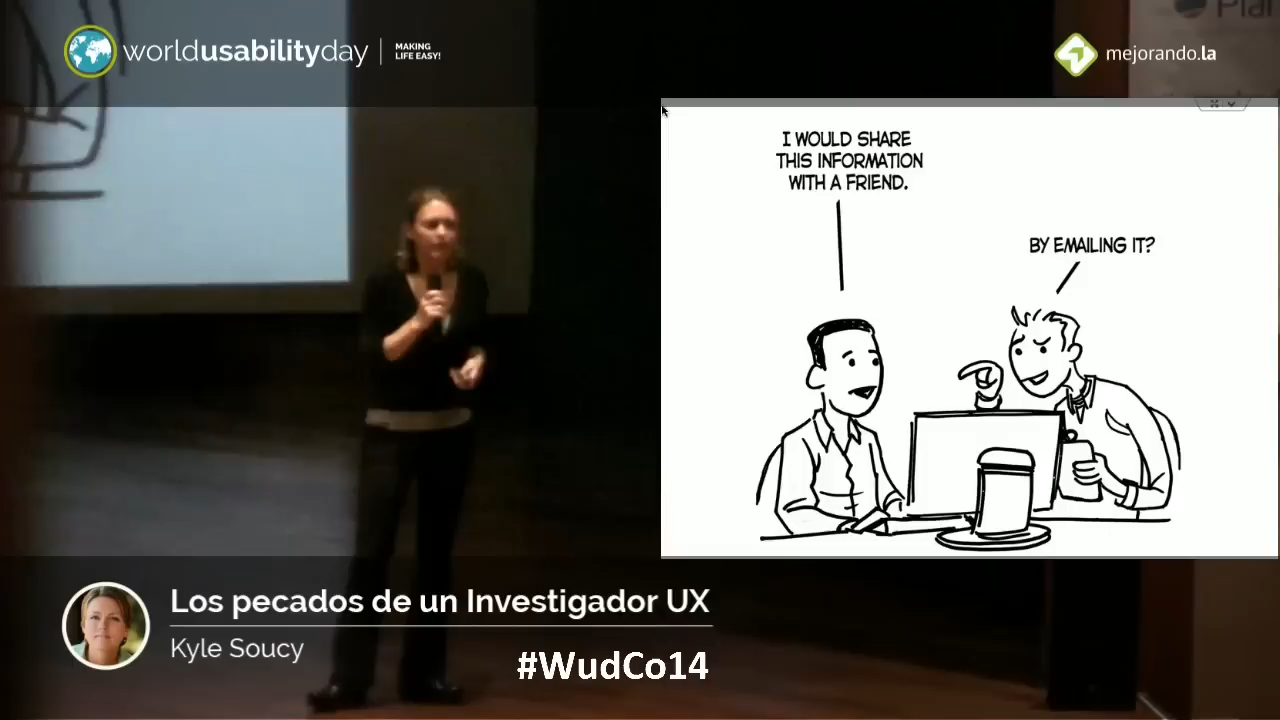 worldusabilityday
MAKING
LIFE EASY!
mejorando.la
I WOULD SHARE
THIS INFORMATION
WITH A FRIEND.
BY EMAILING IT?
Los pecados de un Investigador UX
Kyle Soucy
#WudCo14